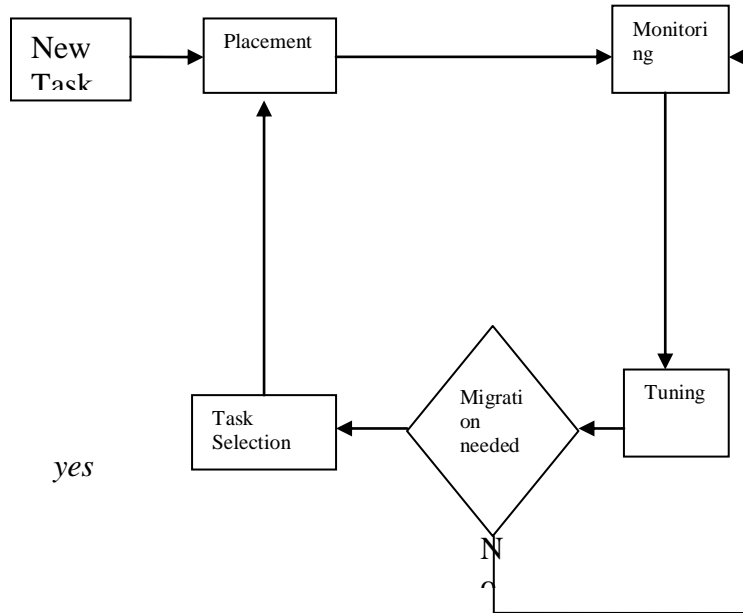 New
Task
Placement
Monitori
ng
Tuning
Migrati
on
needed
Task
Selection
yes
N
o